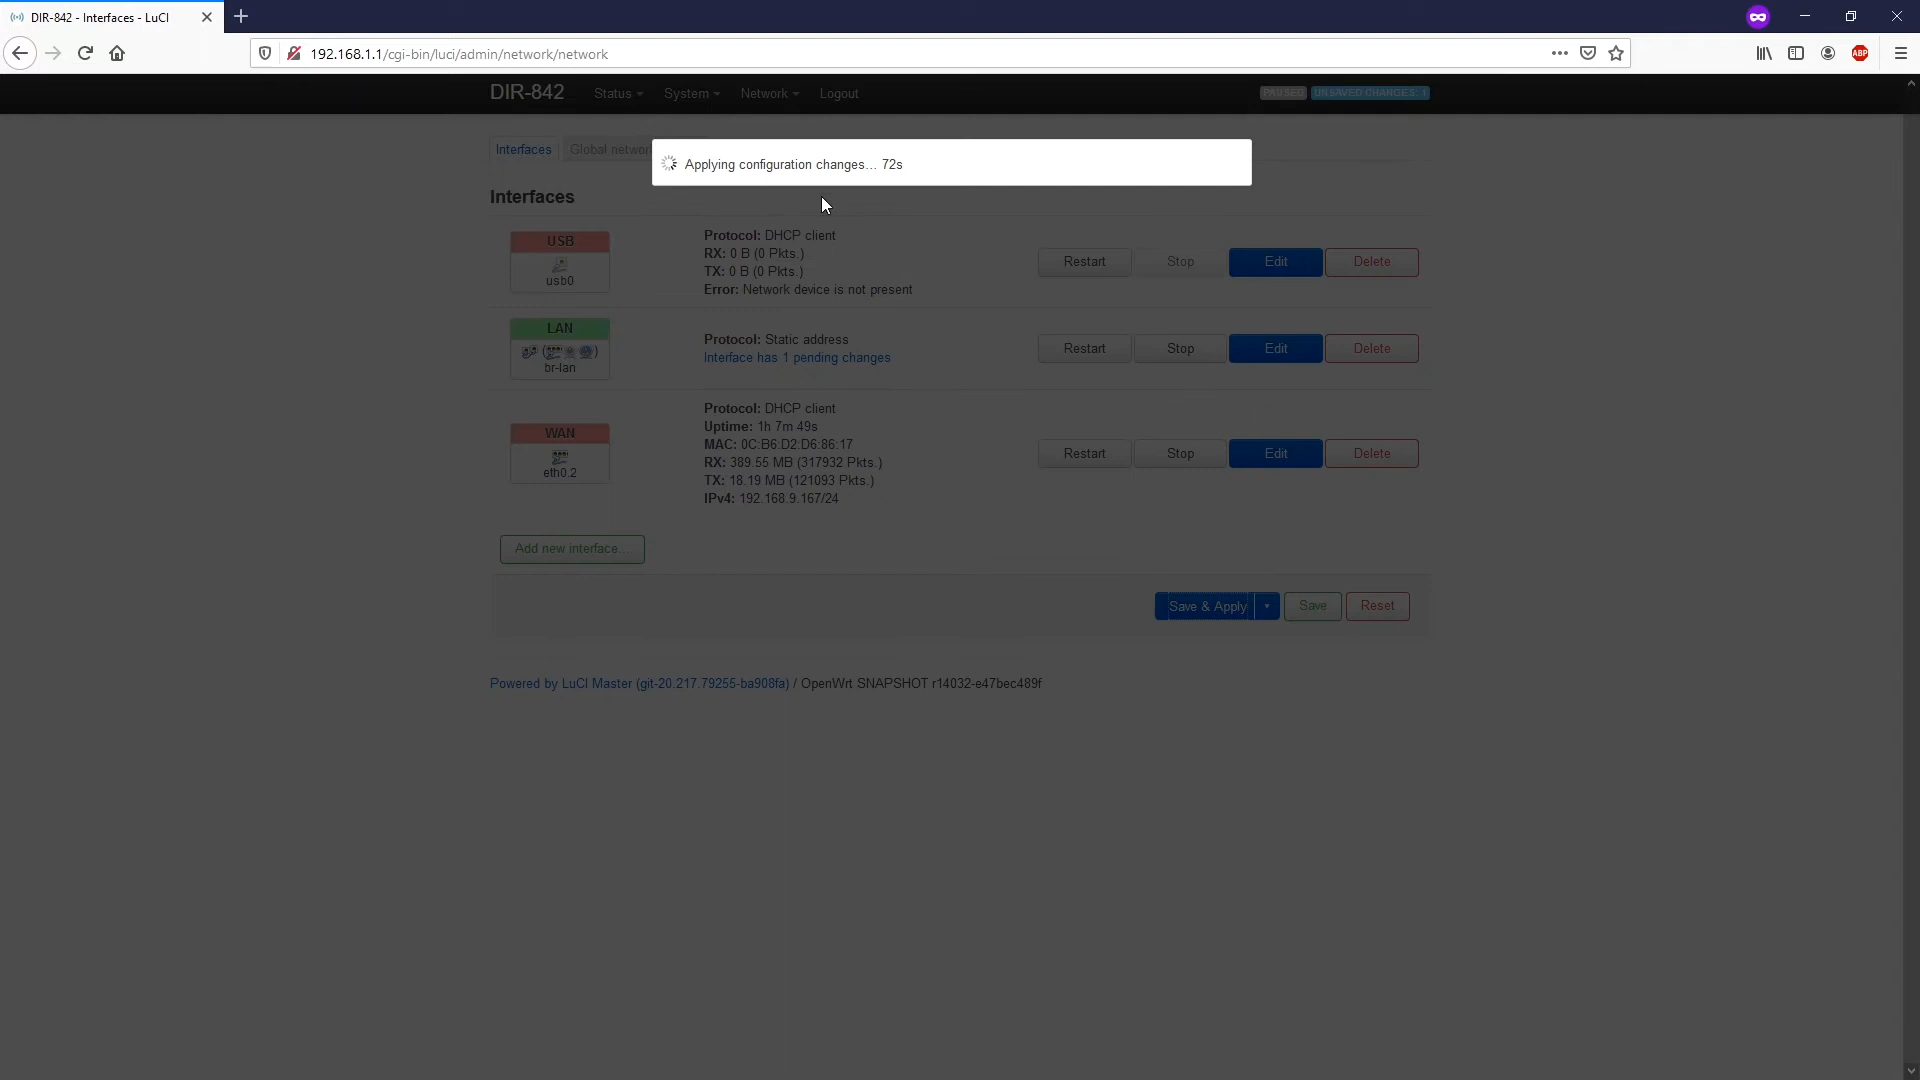 DIR-842 - Interfaces - LuCI
192.168.1.1/cgi-bin/luci/admin/network/network
ABP
DIR-842 Status System Network Logout PAUSED UNSAVED CHANGES: 1
Interfaces Global networ
Applying configuration changes… 72s
Interfaces
USB
usb0
Protocol: DHCP client
RX: 0 B (0 Pkts.)
TX: 0 B (0 Pkts.)
Error: Network device is not present
Restart Stop Edit Delete
LAN
br-lan
Protocol: Static address
Interface has 1 pending changes
Restart Stop Edit Delete
WAN
eth0.2
Protocol: DHCP client
Uptime: 1h 7m 49s
MAC: 0C:B6:D2:D6:86:17
RX: 389.55 MB (317932 Pkts.)
TX: 18.19 MB (121093 Pkts.)
IPv4: 192.168.9.167/24
Restart Stop Edit Delete
Add new interface...
Save & Apply Save Reset
Powered by LuCI Master (git-20.217.79255-ba908fa) / OpenWrt SNAPSHOT r14032-e47bec489f